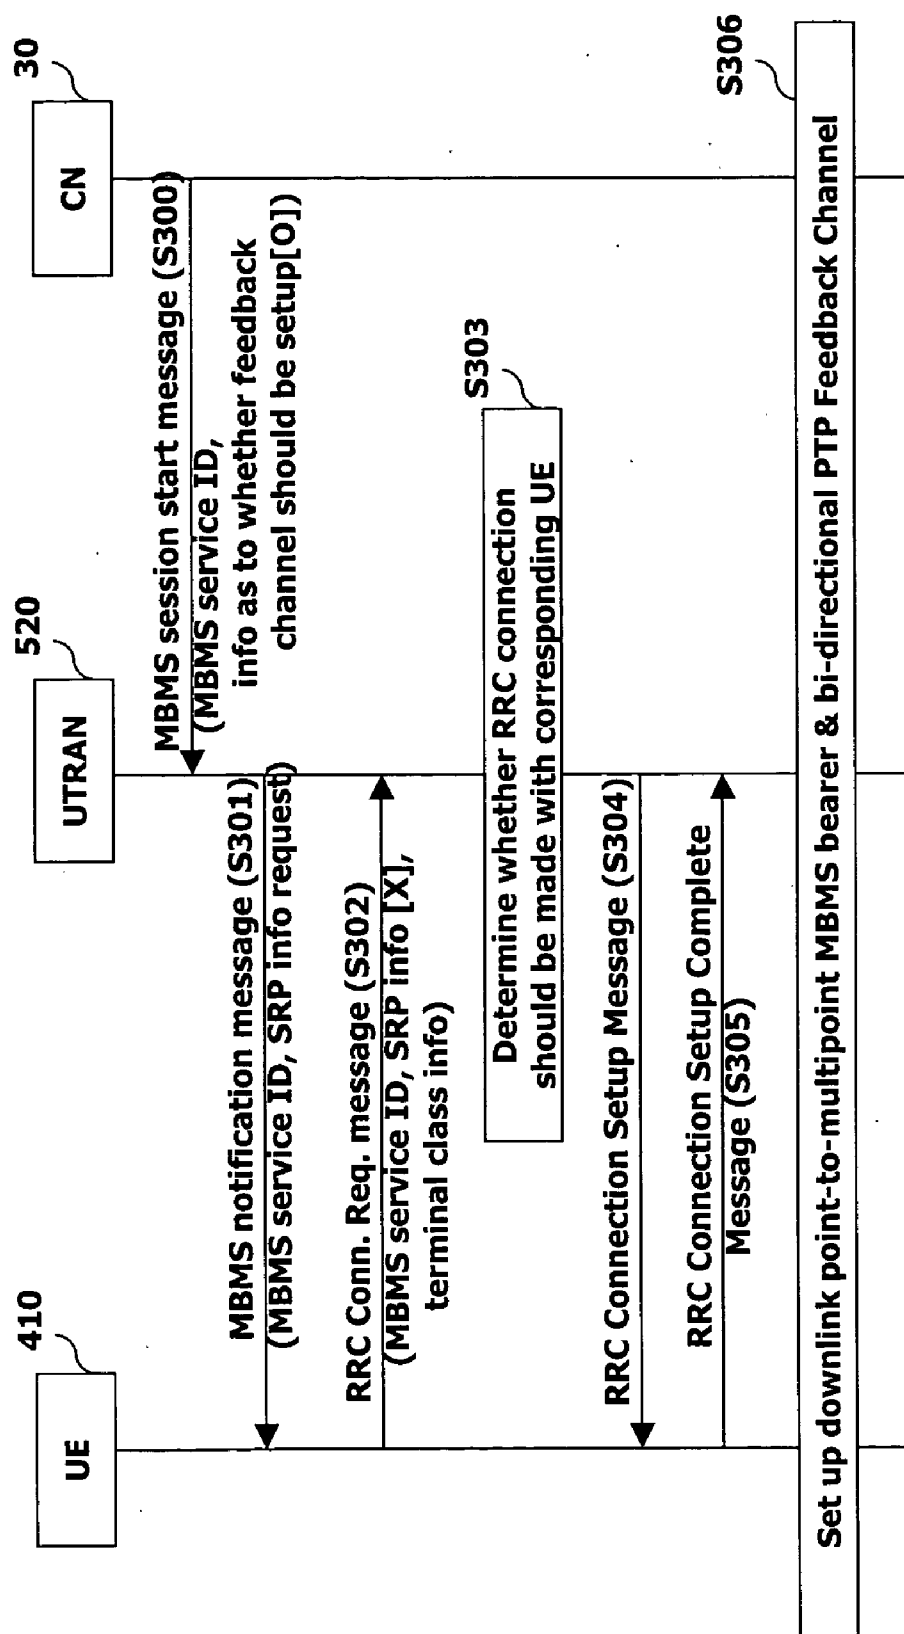 410
UE
520
UTRAN
30
CN
MBMS session start message (S300)
(MBMS service ID,
info as to whether feedback
channel should be setup[O])
MBMS notification message (S301)
(MBMS service ID, SRP info request)
RRC Conn. Req. message (S302)
(MBMS service ID, SRP info [X],
terminal class info)
S303
Determine whether RRC connection
should be made with corresponding UE
RRC Connection Setup Message (S304)
RRC Connection Setup Complete
Message (S305)
S306
Set up downlink point-to-multipoint MBMS bearer & bi-directional PTP Feedback Channel